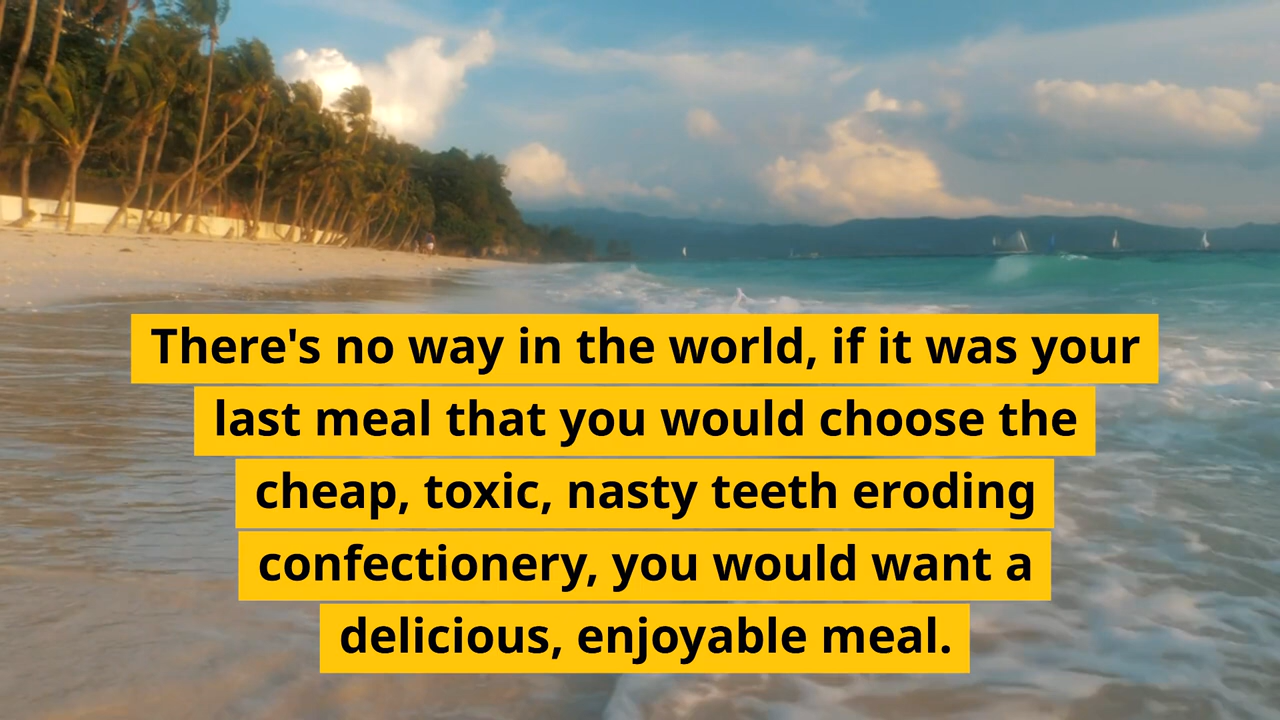 There's no way in the world, if it was your
last meal that you would choose the
cheap, toxic, nasty teeth eroding
confectionery, you would want a
delicious, enjoyable meal.